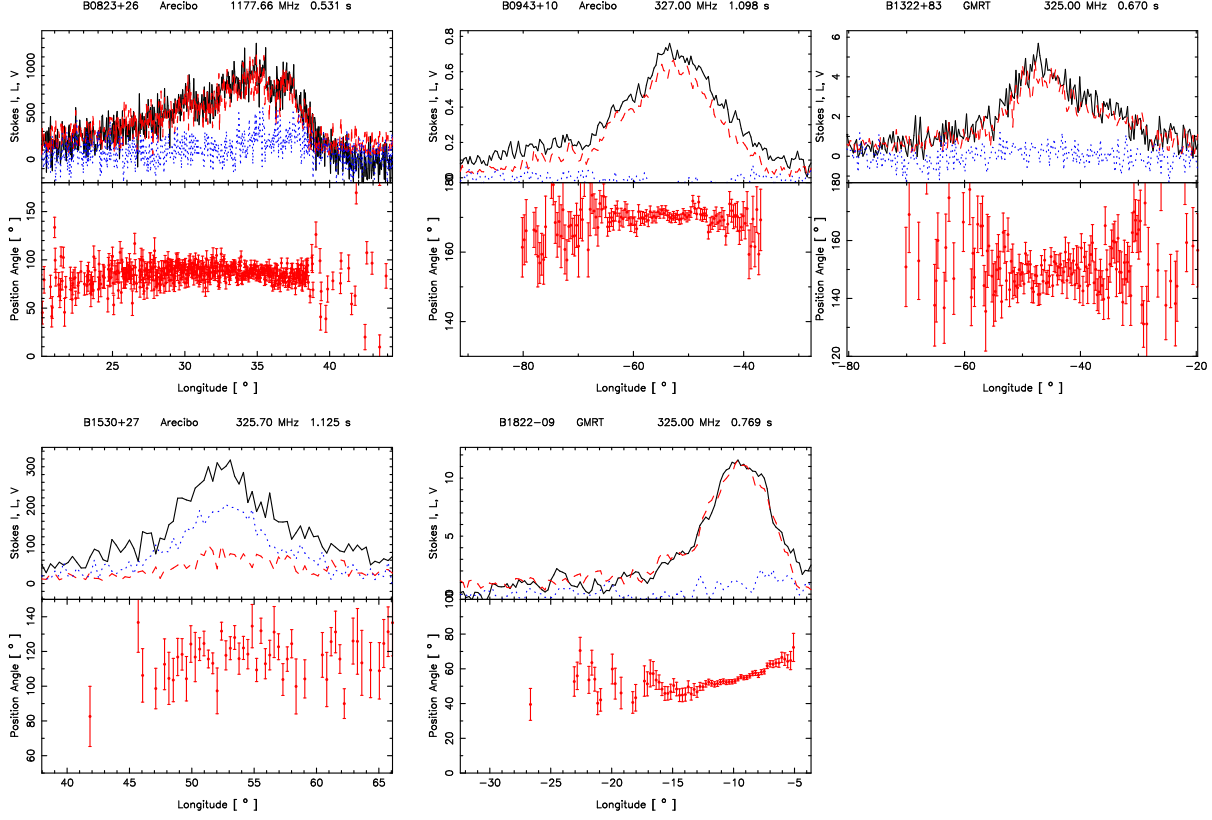 B0823+26 Arecibo 1177.66 MHz 0.531 s
Stokes I, L, V
0 500 1000
Position Angle [ ° ]
0 50 100 150
25 30 35 40
Longitude [ ° ]
B0943+10 Arecibo 327.00 MHz 1.098 s
Stokes I, L, V
0 0.2 0.4 0.6 0.8
Position Angle [ ° ]
140 160 180
−80 −60 −40
Longitude [ ° ]
B1322+83 GMRT 325.00 MHz 0.670 s
Stokes I, L, V
0 2 4 6
Position Angle [ ° ]
120 140 160 180
−80 −60 −40 −20
Longitude [ ° ]
B1530+27 Arecibo 325.70 MHz 1.125 s
Stokes I, L, V
0 100 200 300
Position Angle [ ° ]
60 80 100 120 140
40 45 50 55 60 65
Longitude [ ° ]
B1822−09 GMRT 325.00 MHz 0.769 s
Stokes I, L, V
0 5 10
Position Angle [ ° ]
0 20 40 60 80 100
−30 −25 −20 −15 −10 −5
Longitude [ ° ]